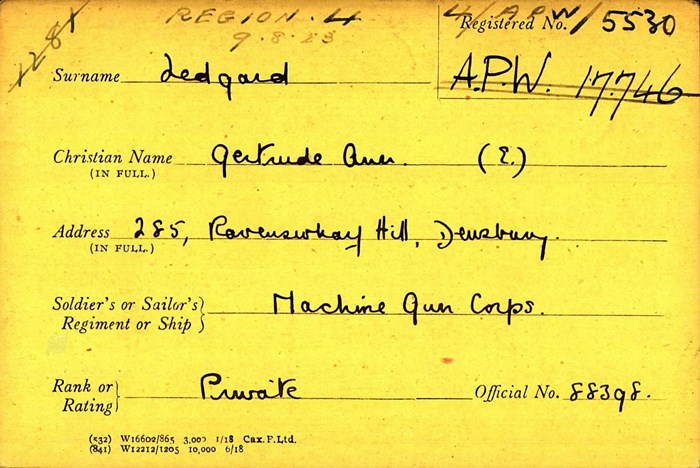 +281
REGION. 4
9.8.23
Registered No. 4/APW/5530
Surname Ledgard
A.P.W. 17746
Christian Name Gertrude Ann. (E.)
(IN FULL.)
Address 285, Ravenswharf Hill, Dewsbury.
(IN FULL.)
Soldier's or Sailor's} Machine Gun Corps.
Regiment or Ship
Rank or} Private Official No. 88398.
Rating
(532) W16602/865 3,000 1/18 Cax. F. Ltd.
(841) W12212/1205 10,000 6/18